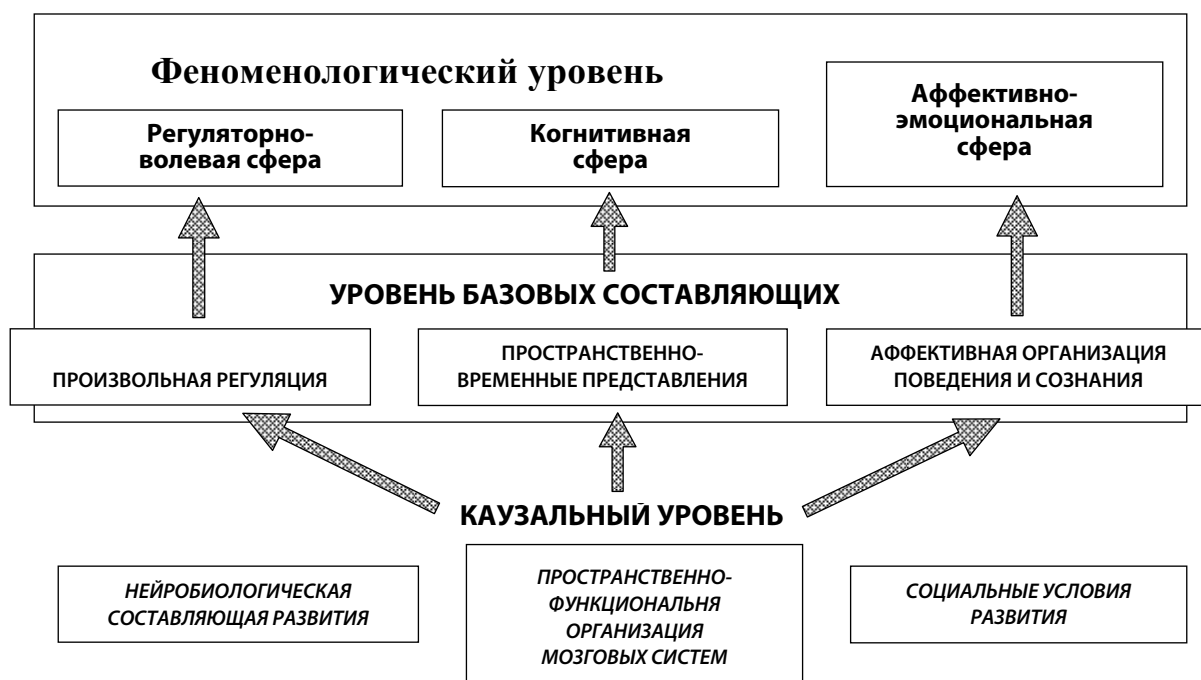 Феноменологический уровень
Регуляторно-
волевая сфера
Когнитивная
сфера
Аффективно-
эмоциональная
сфера
УРОВЕНЬ БАЗОВЫХ СОСТАВЛЯЮЩИХ
ПРОИЗВОЛЬНАЯ РЕГУЛЯЦИЯ
ПРОСТРАНСТВЕННО-
ВРЕМЕННЫЕ ПРЕДСТАВЛЕНИЯ
АФФЕКТИВНАЯ ОРГАНИЗАЦИЯ
ПОВЕДЕНИЯ И СОЗНАНИЯ
КАУЗАЛЬНЫЙ УРОВЕНЬ
НЕЙРОБИОЛОГИЧЕСКАЯ
СОСТАВЛЯЮЩАЯ РАЗВИТИЯ
ПРОСТРАНСТВЕННО-
ФУНКЦИОНАЛЬНЯ
ОРГАНИЗАЦИЯ
МОЗГОВЫХ СИСТЕМ
СОЦИАЛЬНЫЕ УСЛОВИЯ
РАЗВИТИЯ